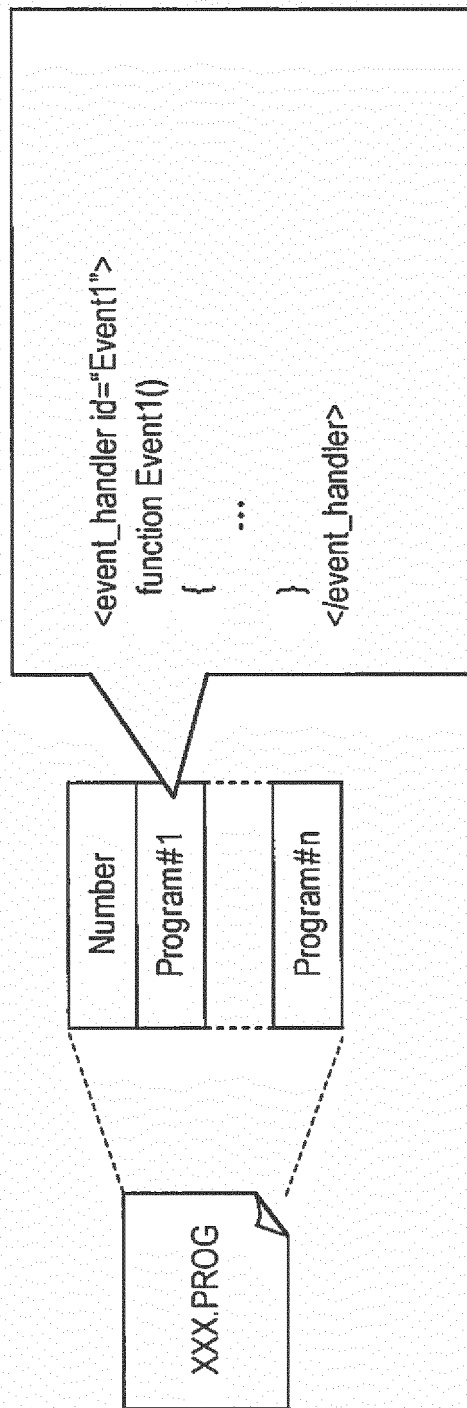 XXX.PROG
Number
Program#1
Program#n
<event_handler id="Event1">
function Event1()
{
...
}
</event_handler>